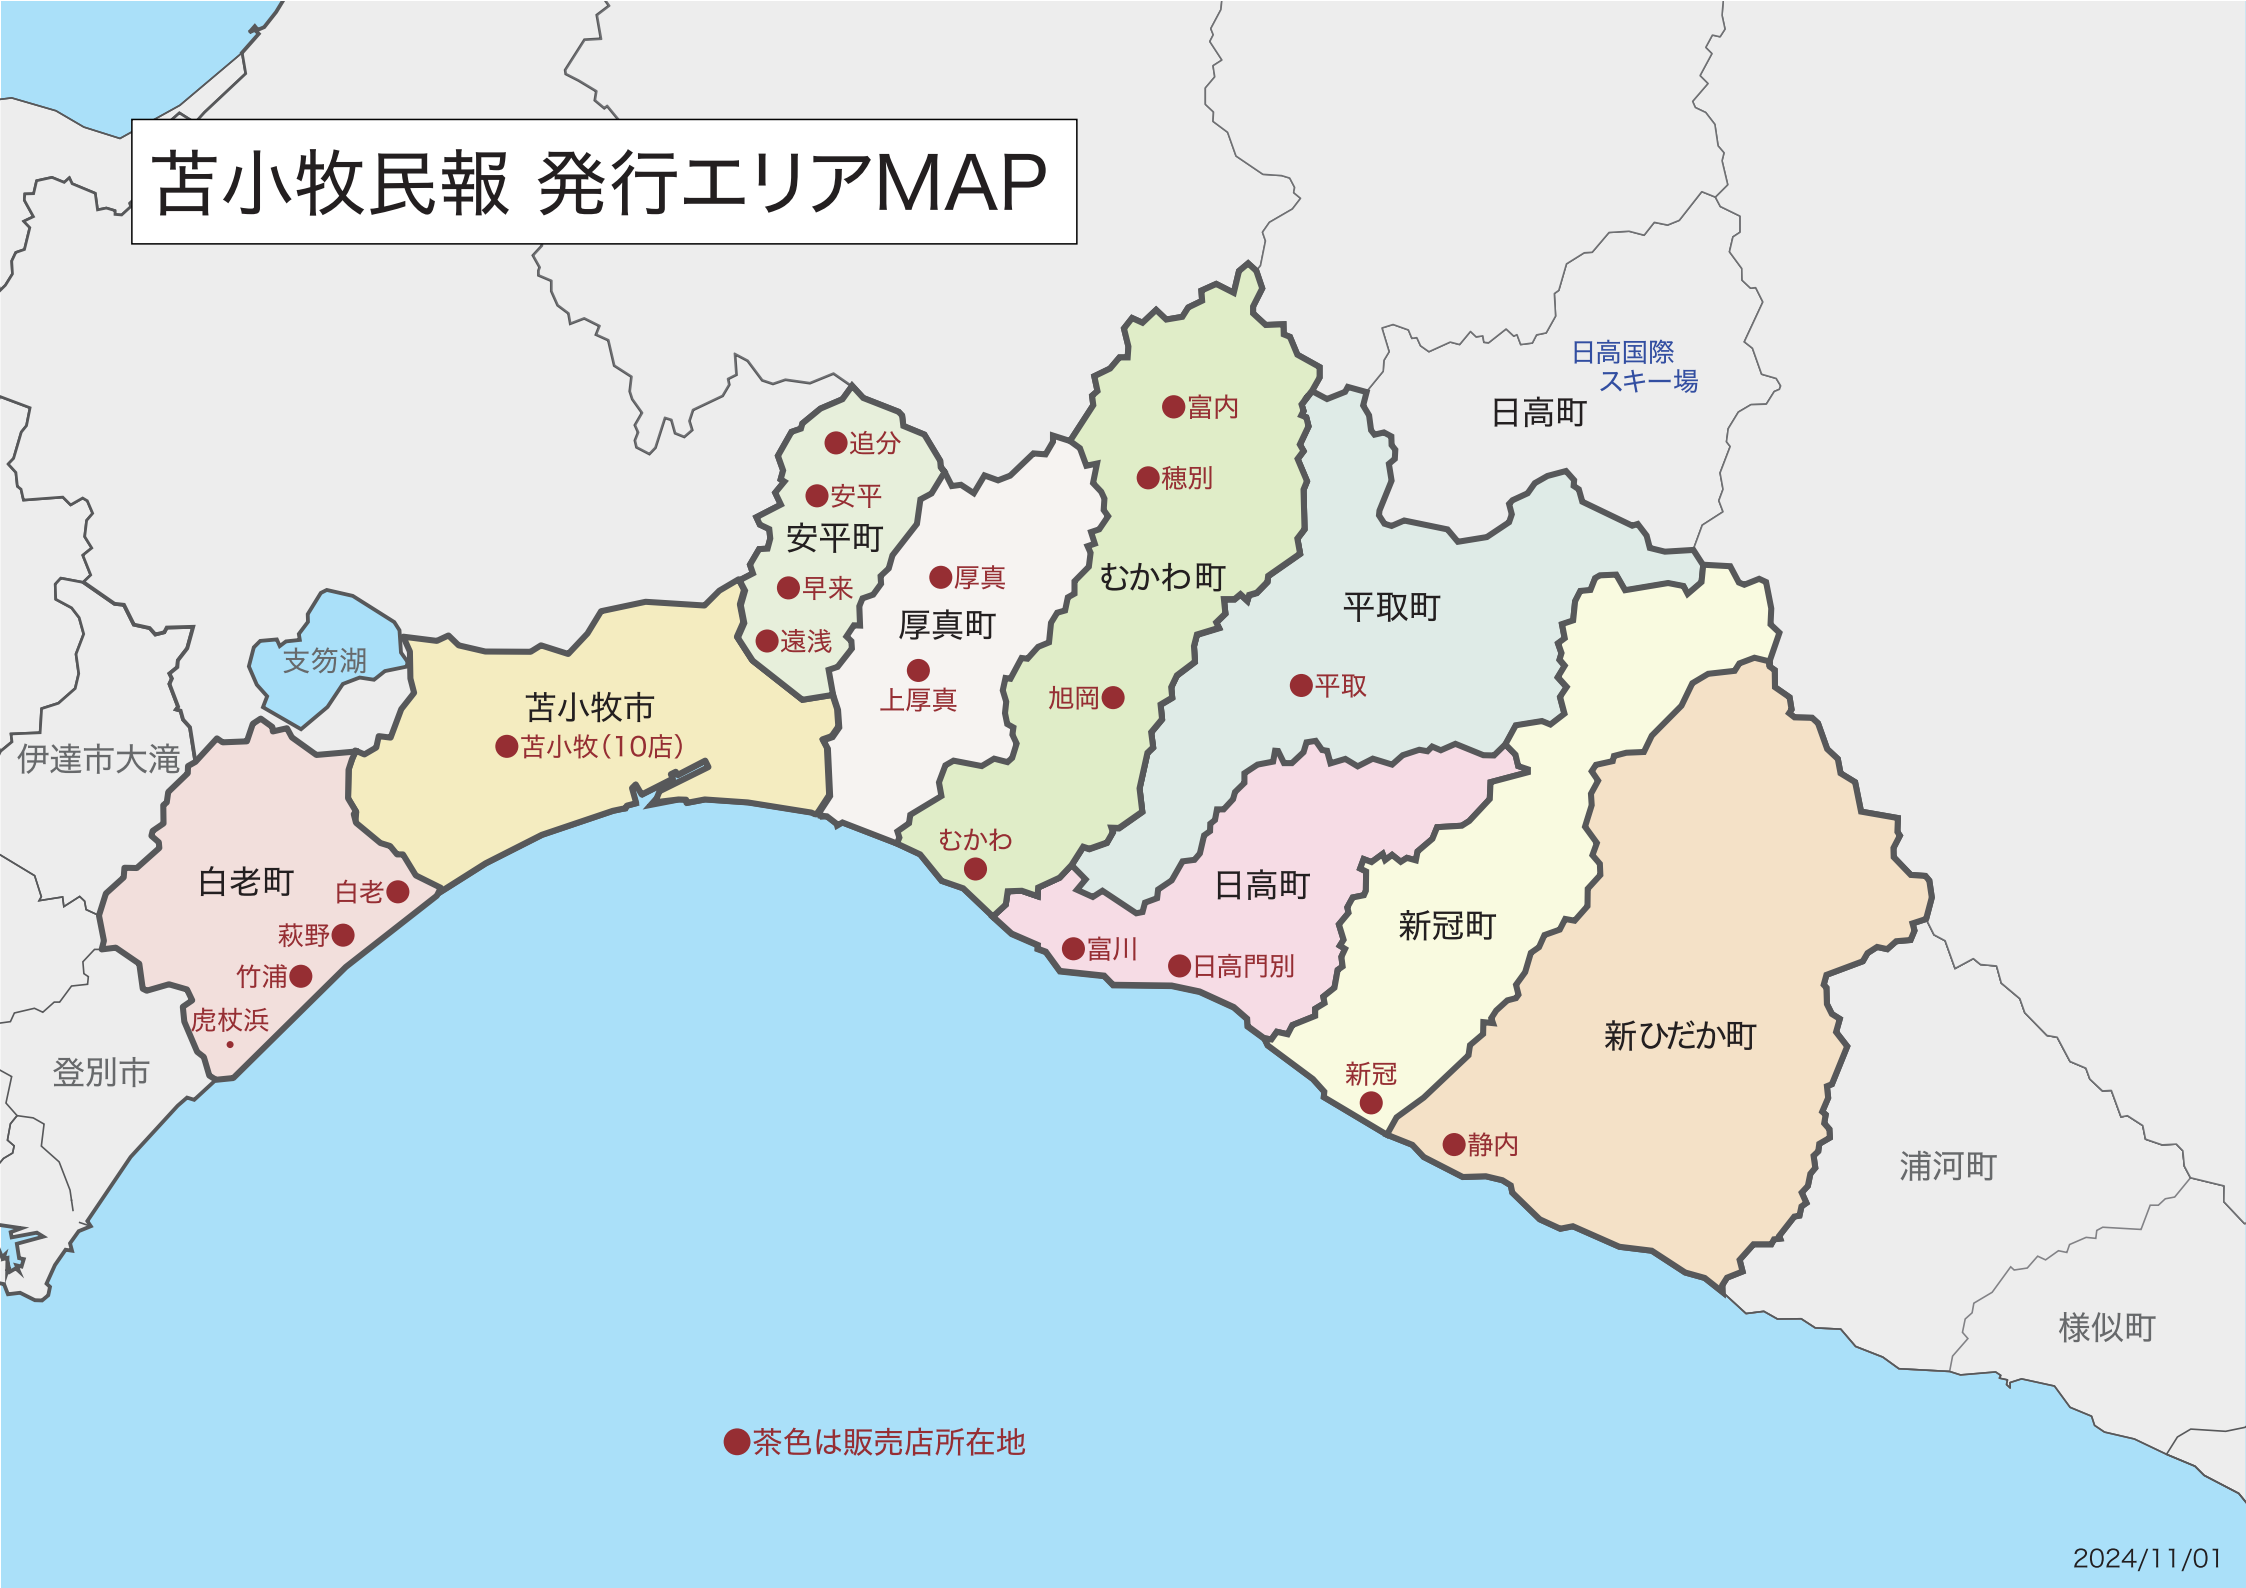 苫小牧民報 発行エリアMAP
日高国際
スキー場
日高町
富内
追分
穂別
安平
安平町
厚真
むかわ町
早来
平取町
厚真町
遠浅
支笏湖
平取
上厚真
旭岡
苫小牧市
苫小牧（10店）
伊達市大滝
むかわ
白老町
白老
日高町
新冠町
萩野
富川
日高門別
竹浦
虎杖浜
新ひだか町
登別市
新冠
静内
浦河町
様似町
茶色は販売店所在地
2024/11/01